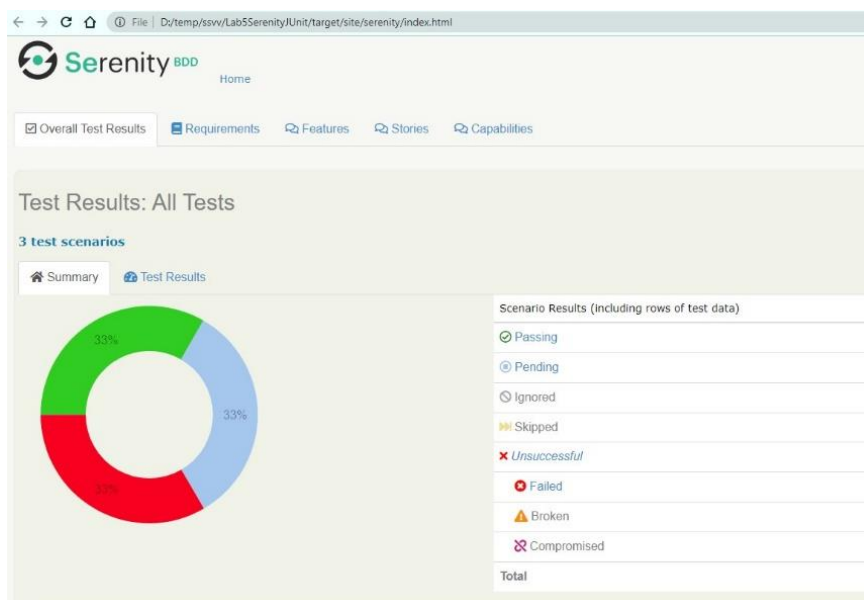 File D:/temp/ssvv/Lab5SerenityJUnit/target/site/serenity/index.html
Serenity BDD
Home
Overall Test Results Requirements Features Stories Capabilities
Test Results: All Tests
3 test scenarios
Summary Test Results
33%
33%
33%
Scenario Results (including rows of test data)
Passing
Pending
Ignored
Skipped
Unsuccessful
Failed
Broken
Compromised
Total